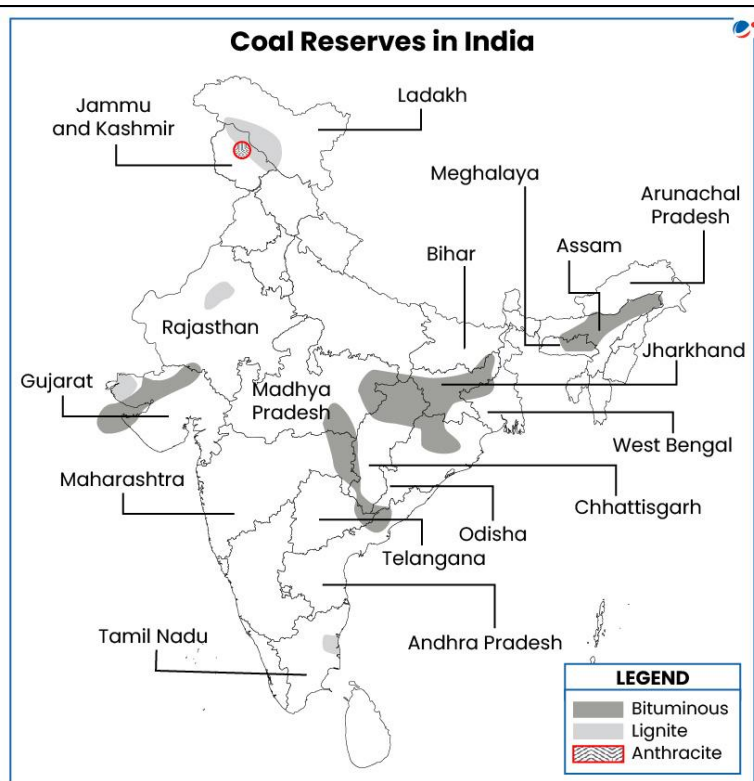 Coal Reserves in India
Jammu
and Kashmir
Ladakh
Meghalaya
Arunachal
Pradesh
Assam
Bihar
Rajasthan
Jharkhand
Gujarat
Madhya
Pradesh
West Bengal
Maharashtra
Chhattisgarh
Odisha
Telangana
Tamil Nadu
Andhra Pradesh
LEGEND
Bituminous
Lignite
Anthracite